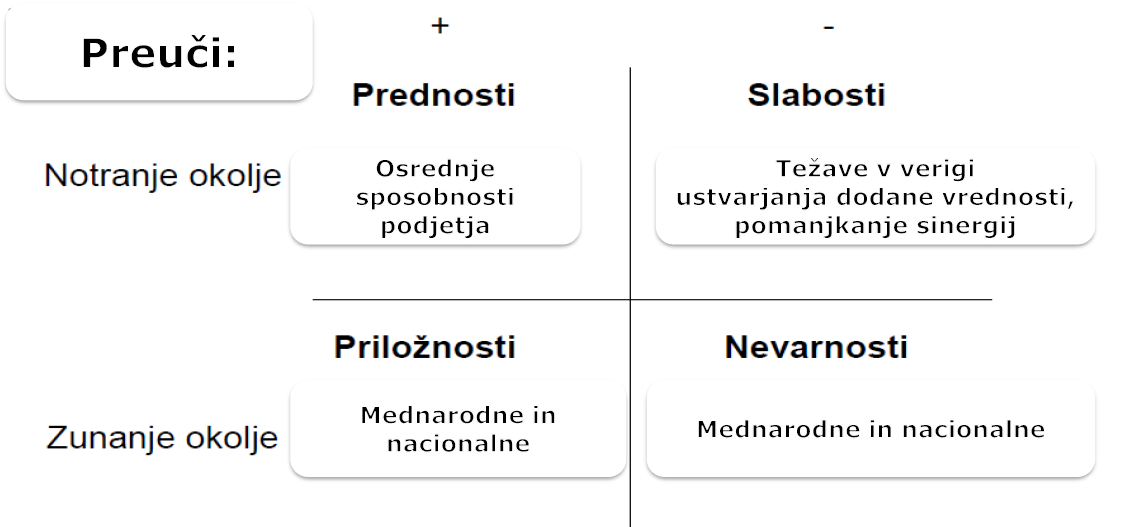 Preuči:
+
-
Prednosti
Slabosti
Notranje okolje
Osrednje
sposobnosti
podjetja
Težave v verigi
ustvarjanja dodane vrednosti,
pomanjkanje sinergij
Priložnosti
Nevarnosti
Zunanje okolje
Mednarodne in
nacionalne
Mednarodne in nacionalne